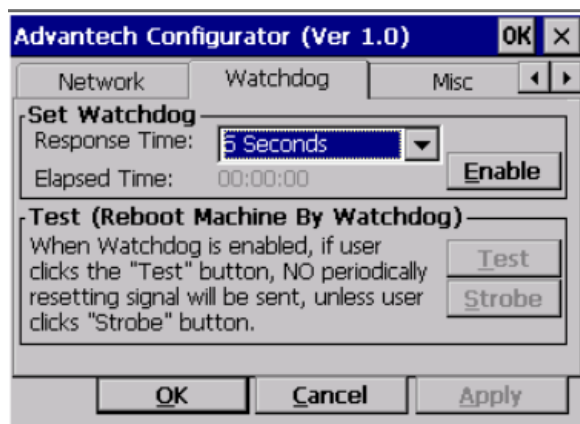 Advantech Configurator (Ver 1.0) OK ×
Network Watchdog Misc
Set Watchdog
Response Time: 5 Seconds
Elapsed Time: 00:00:00
Enable
Test (Reboot Machine By Watchdog)
When Watchdog is enabled, if user
clicks the "Test" button, NO periodically
resetting signal will be sent, unless user
clicks "Strobe" button.
Test
Strobe
OK Cancel Apply